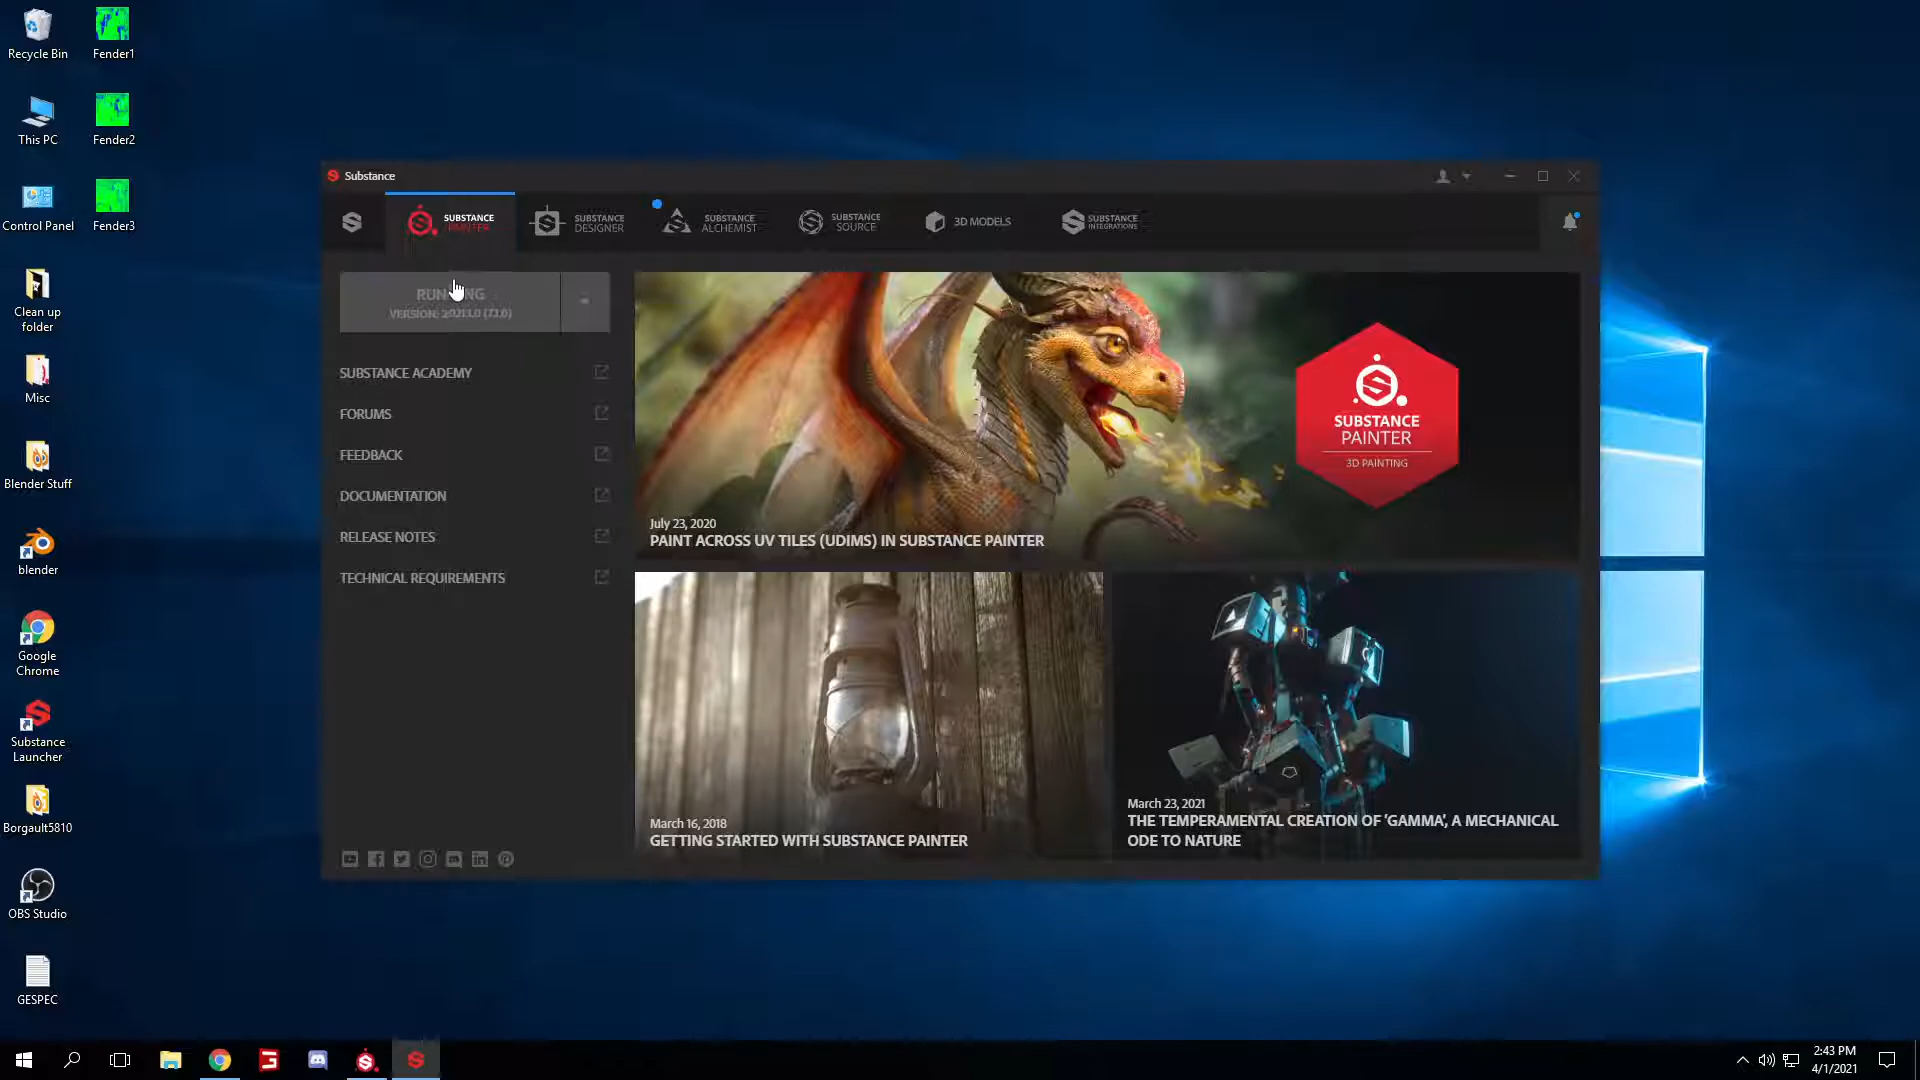 Recycle Bin
Fender1
This PC
Fender2
Control Panel
Fender3
Clean up
folder
Misc
Blender Stuff
blender
Google
Chrome
Substance
Launcher
Borgault5810
OBS Studio
GESPEC
Substance
SUBSTANCE
PAINTER
SUBSTANCE
DESIGNER
SUBSTANCE
ALCHEMIST
SUBSTANCE
SOURCE
3D MODELS
SUBSTANCE
INTEGRATIONS
VERSION:
SUBSTANCE ACADEMY
FORUMS
FEEDBACK
DOCUMENTATION
RELEASE NOTES
TECHNICAL REQUIREMENTS
SUBSTANCE
PAINTER
3D PAINTING
July 23, 2020
PAINT ACROSS UV TILES (UDIMS) IN SUBSTANCE PAINTER
March 16, 2018
GETTING STARTED WITH SUBSTANCE PAINTER
March 23, 2021
THE TEMPERAMENTAL CREATION OF 'GAMMA', A MECHANICAL
ODE TO NATURE
2:43 PM
4/1/2021